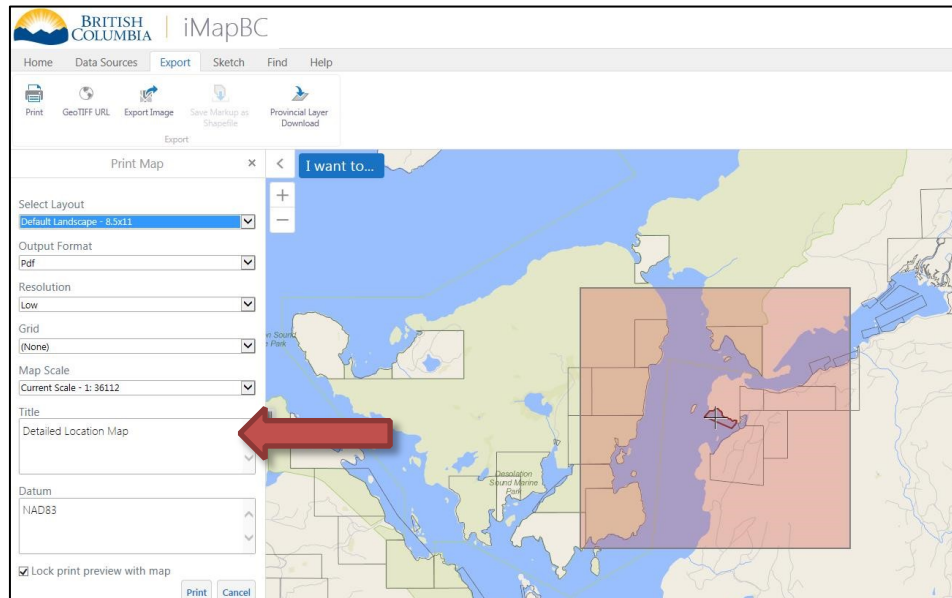 BRITISH
COLUMBIA
iMapBC
Home Data Sources Export Sketch Find Help
Print GeoTIFF URL Export Image Save Markup as Provincial Layer
Shapefile Download
Export
Print Map ×
I want to...
+
−
Select Layout
Default Landscape - 8.5x11
Output Format
Pdf
Resolution
Low
Grid
(None)
Map Scale
Current Scale - 1: 36112
Title
Detailed Location Map
Datum
NAD83
Lock print preview with map
Print Cancel
Sound
Park
Desolation
Sound Marine
Park